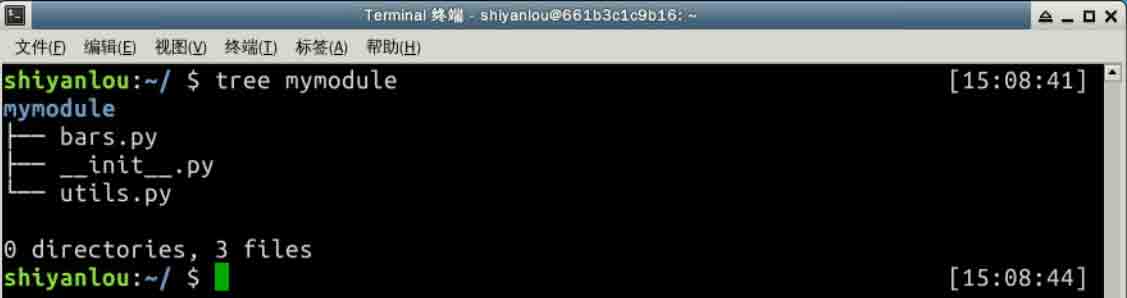 Terminal 终端 - shiyanlou@661b3c1c9b16: ~
文件(F) 编辑(E) 视图(V) 终端(T) 标签(A) 帮助(H)
shiyanlou:~/ $ tree mymodule [15:08:41]
mymodule
├── bars.py
├── __init__.py
└── utils.py
0 directories, 3 files
shiyanlou:~/ $ [15:08:44]